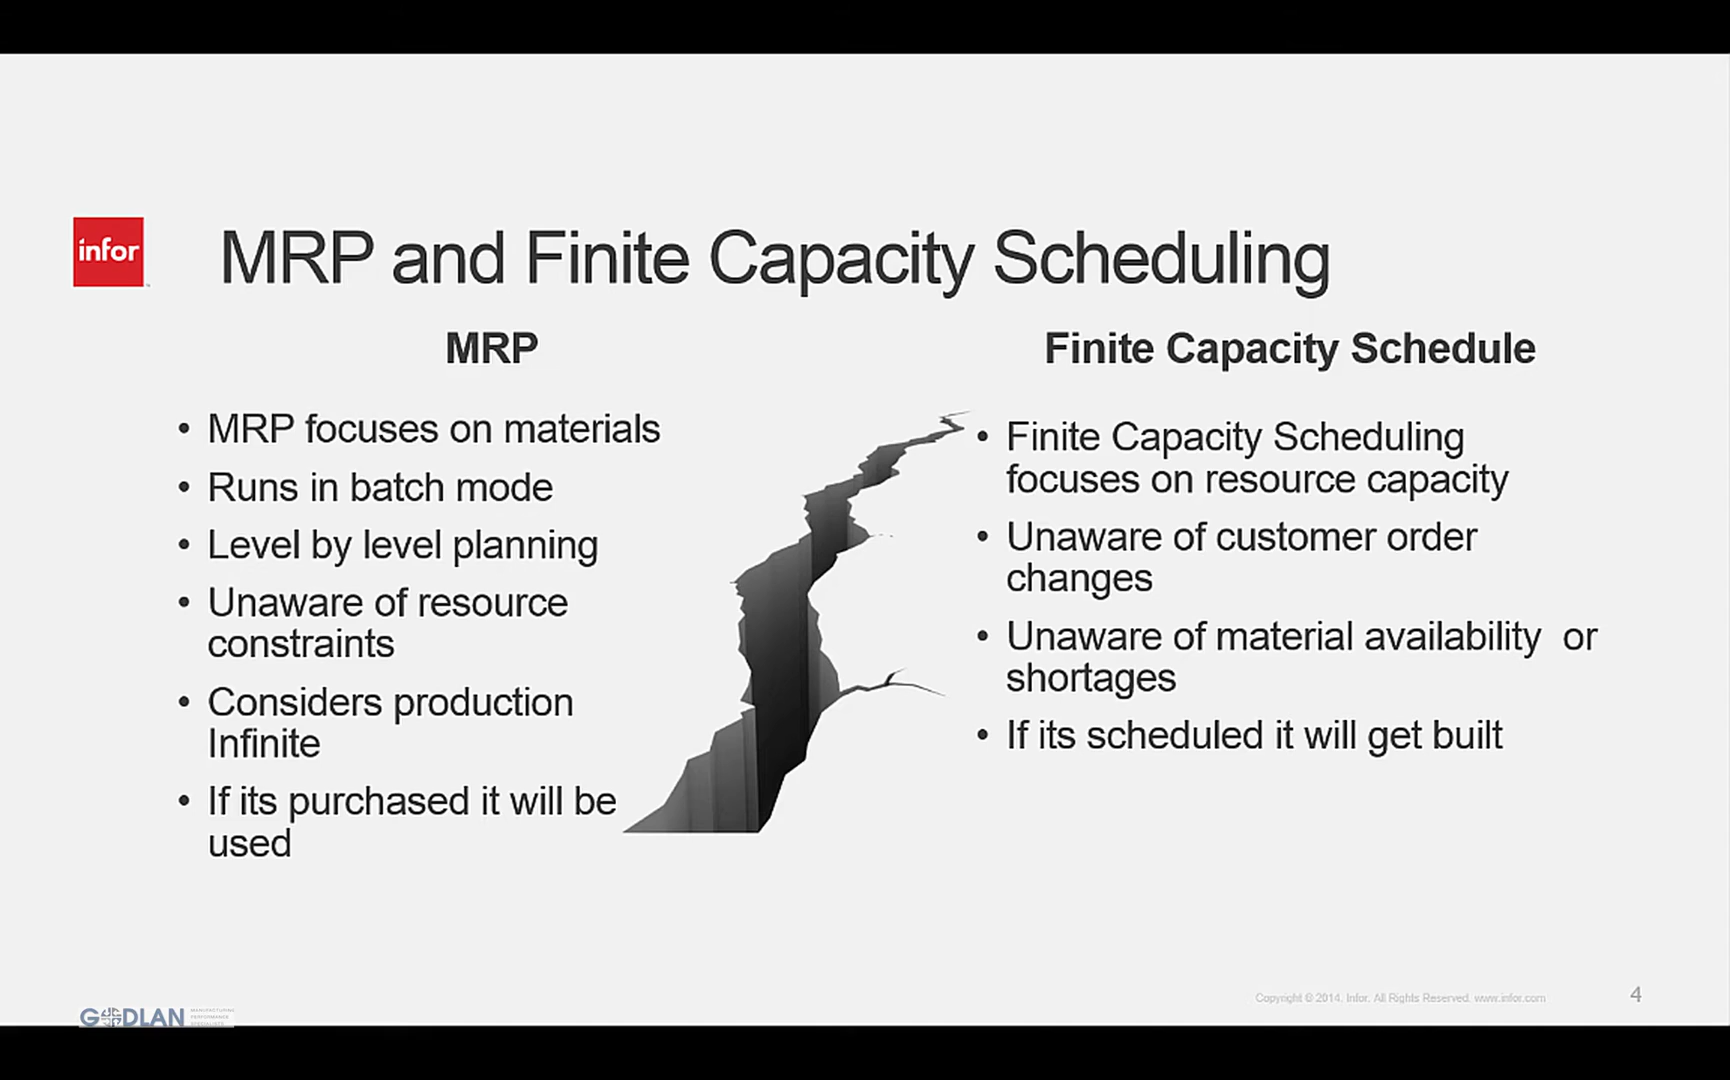 infor
MRP and Finite Capacity Scheduling
MRP
• MRP focuses on materials
• Runs in batch mode
• Level by level planning
• Unaware of resource
constraints
• Considers production
Infinite
• If its purchased it will be
used
Finite Capacity Schedule
• Finite Capacity Scheduling
focuses on resource capacity
• Unaware of customer order
changes
• Unaware of material availability  or
shortages
• If its scheduled it will get built
GODLAN
MANUFACTURING
PERFORMANCE
SPECIALISTS
Copyright © 2014. Infor. All Rights Reserved. www.infor.com
4